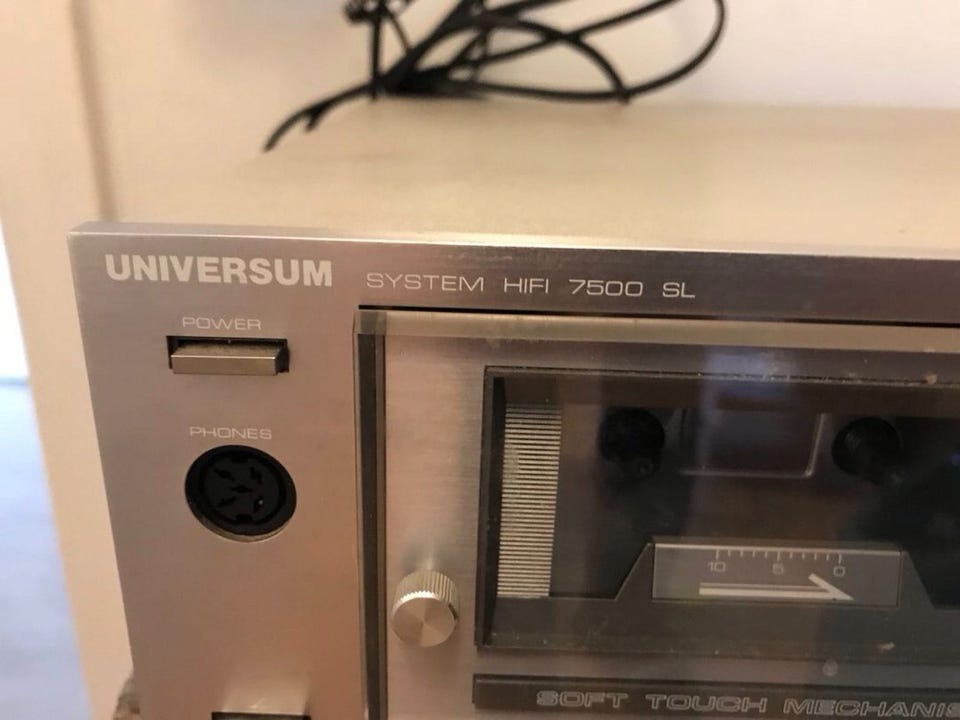 UNIVERSUM SYSTEM HIFI 7500 SL
POWER
PHONES
10 5 0
SOFT TOUCH